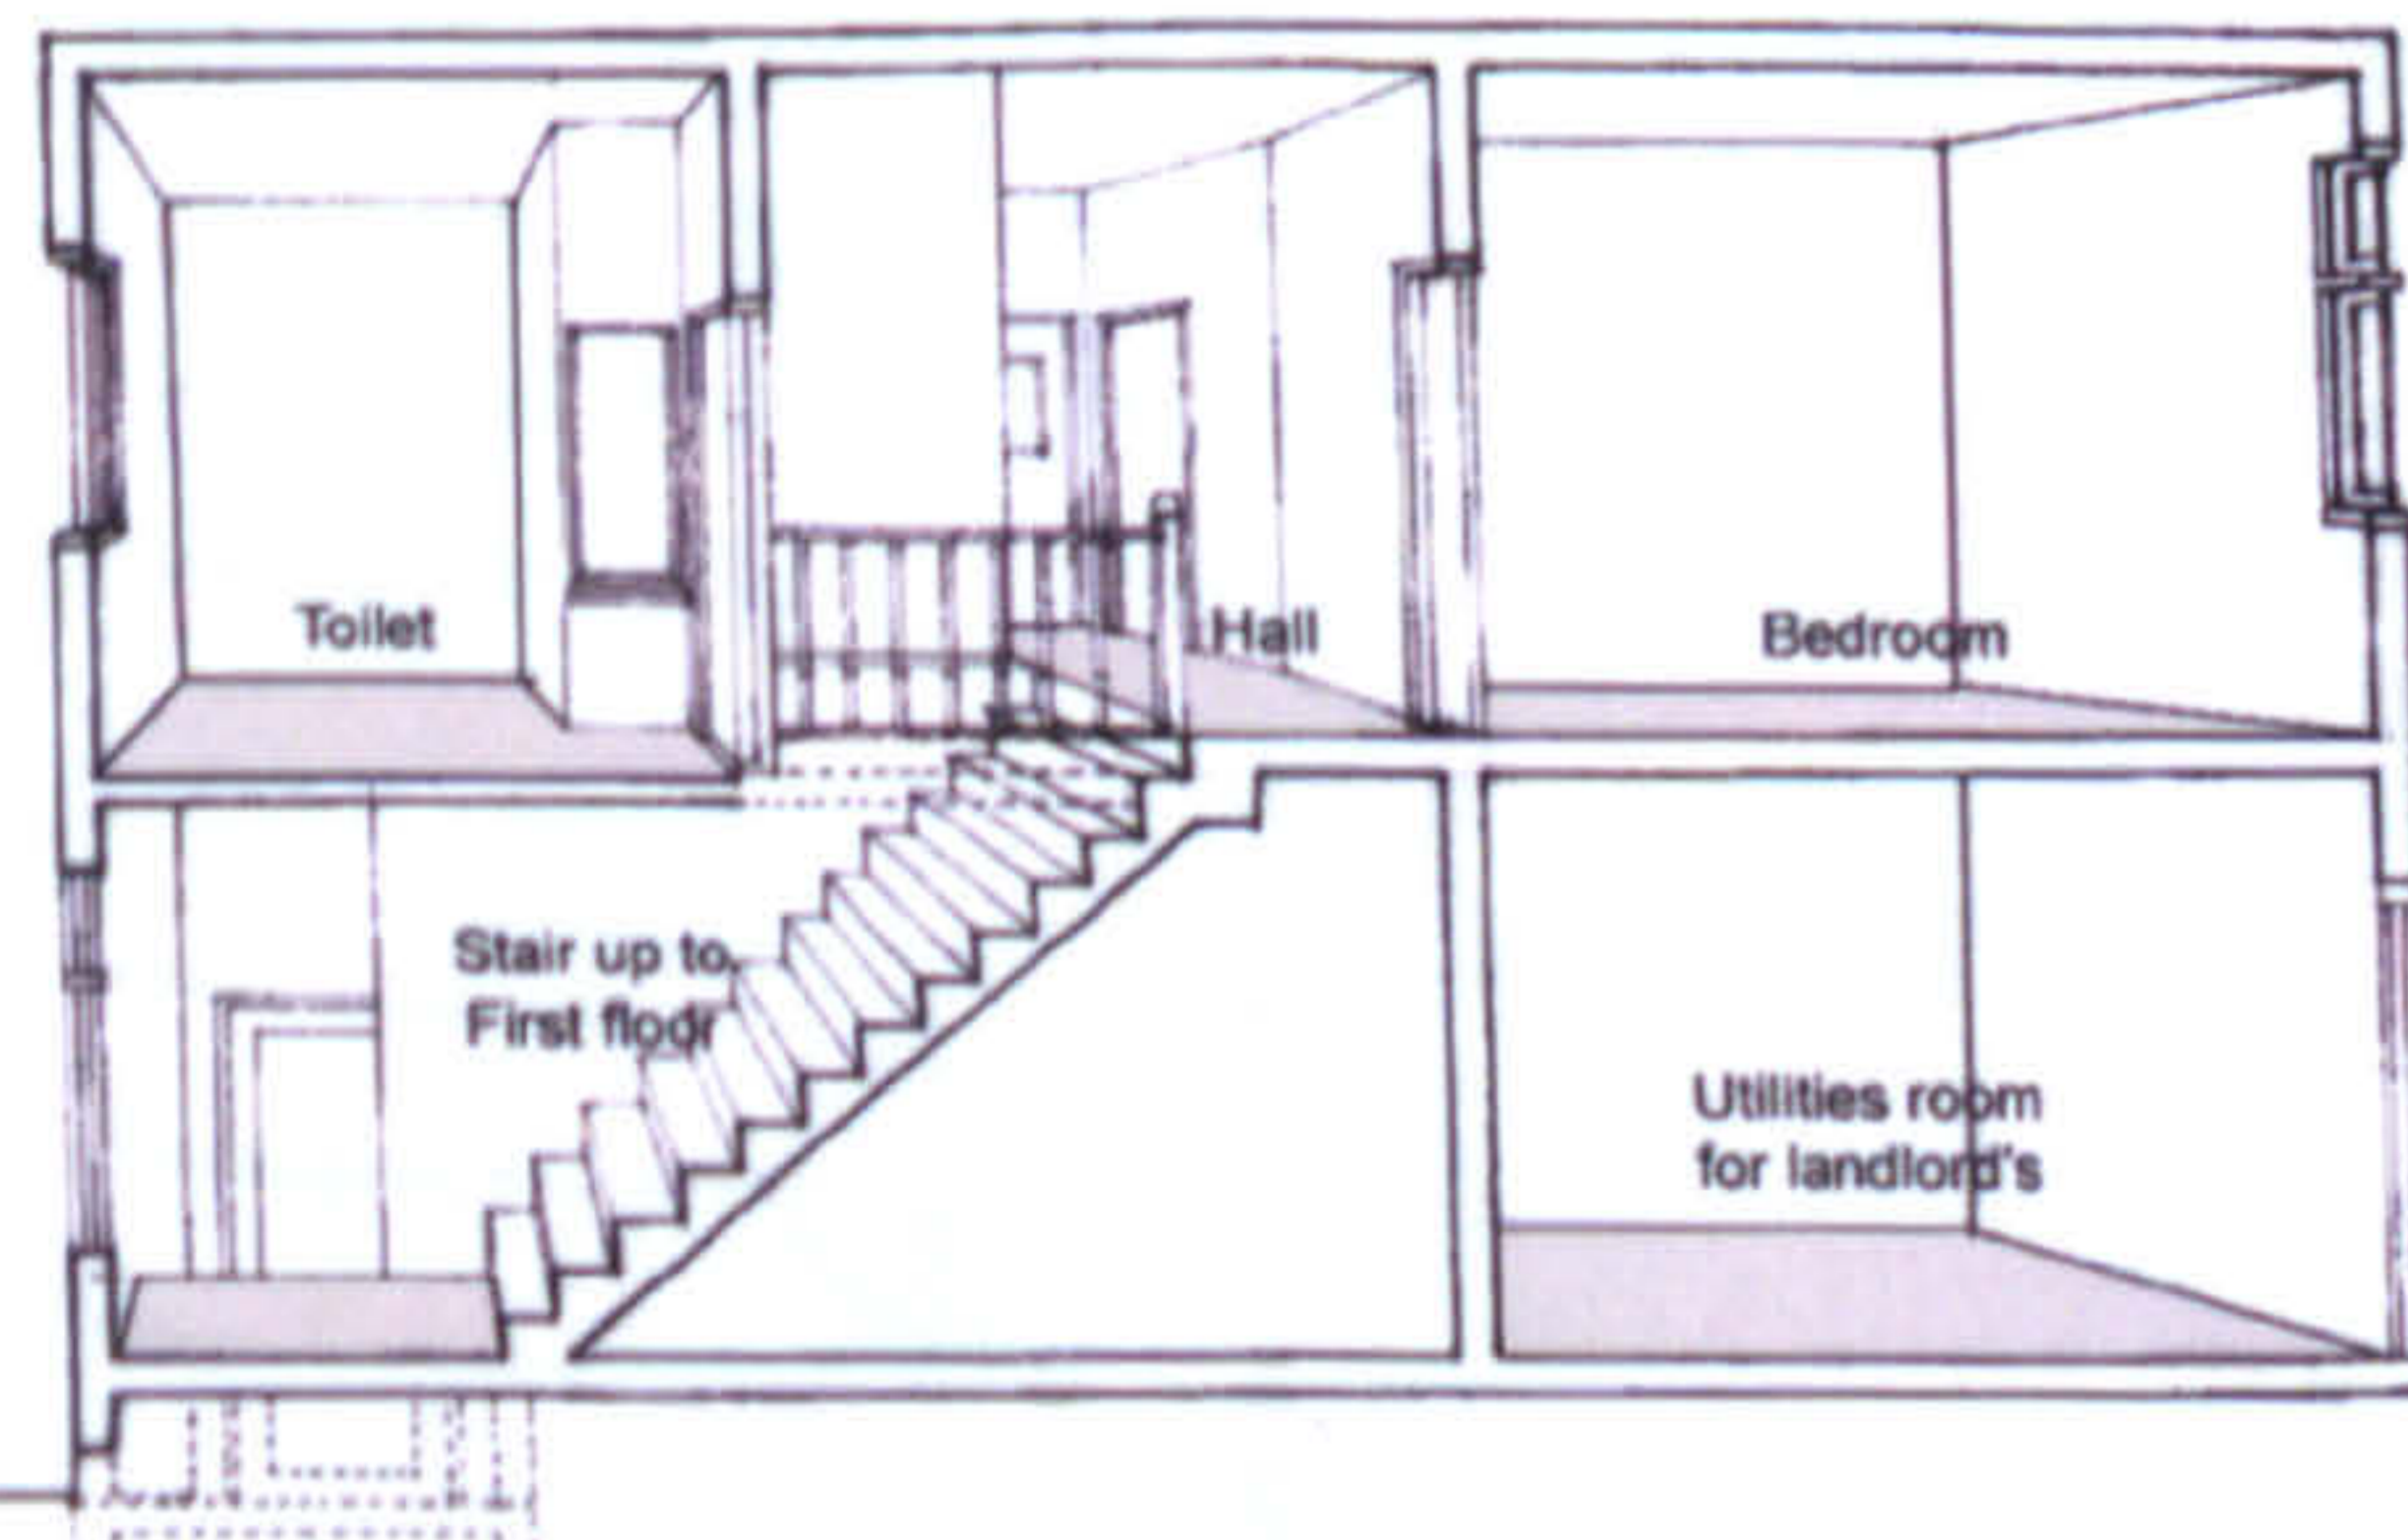 Toilet
Hall
Bedroom
Stair up to
First floor
Utilities room
for landlord's